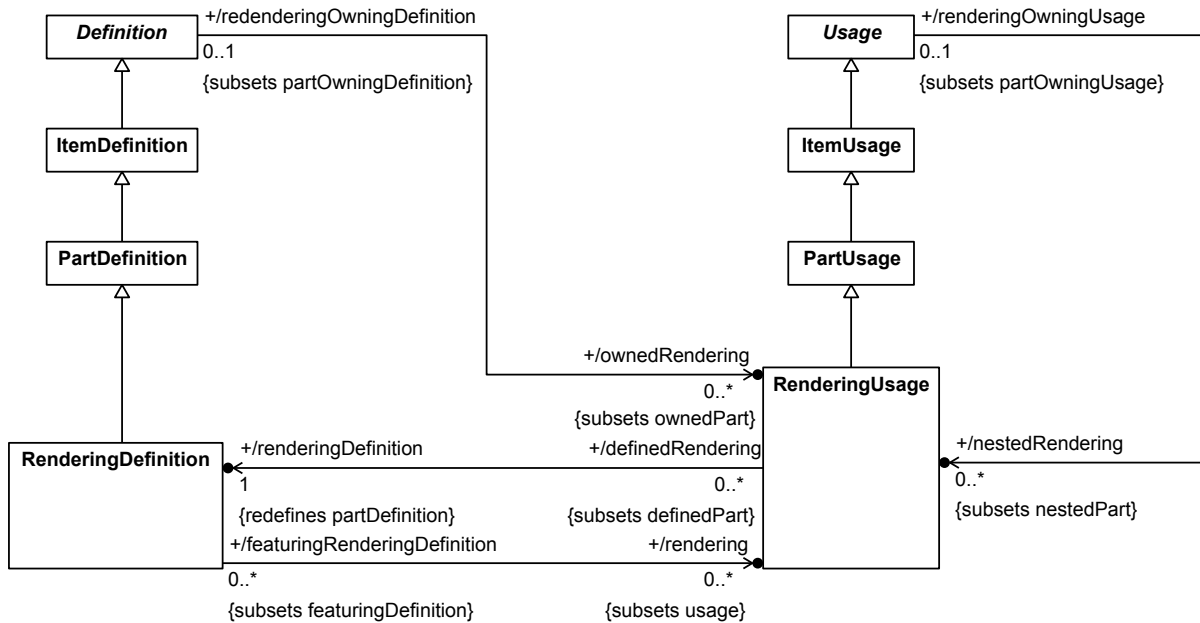 Definition
+/redenderingOwningDefinition
0..1
{subsets partOwningDefinition}
Usage
+/renderingOwningUsage
0..1
{subsets partOwningUsage}
ItemDefinition
ItemUsage
PartDefinition
PartUsage
+/ownedRendering
0..*
{subsets ownedPart}
RenderingUsage
RenderingDefinition
+/renderingDefinition
1
{redefines partDefinition}
+/definedRendering
0..*
{subsets definedPart}
+/nestedRendering
0..*
{subsets nestedPart}
+/featuringRenderingDefinition
0..*
{subsets featuringDefinition}
+/rendering
0..*
{subsets usage}